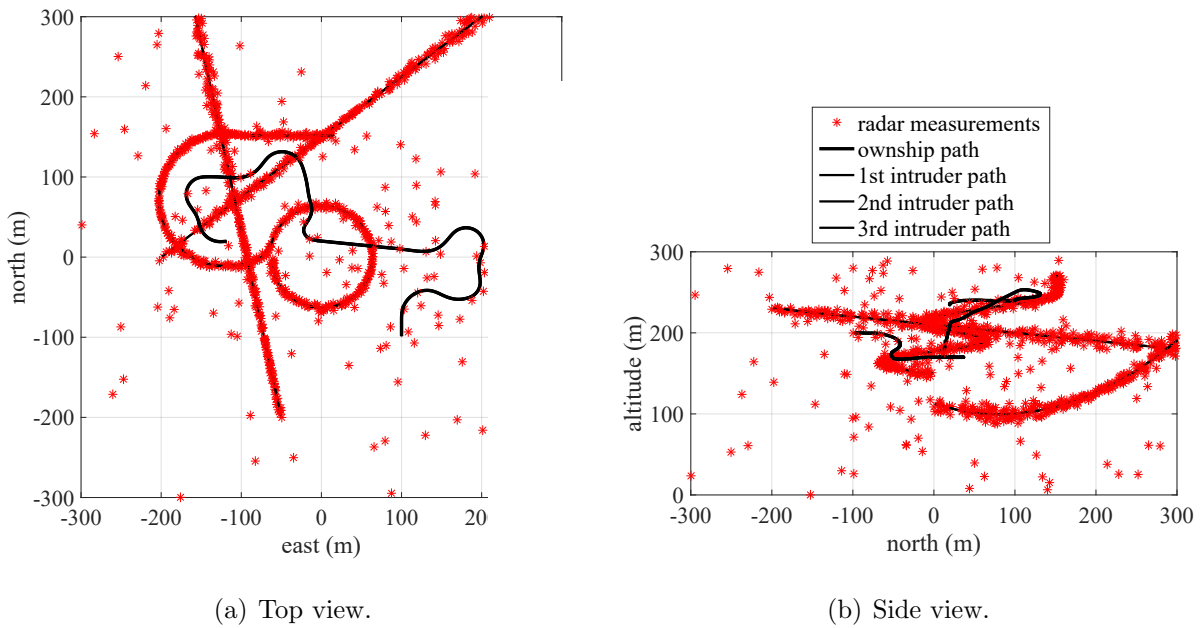 300
200
100
0
-100
-200
-300
north (m)
-300 -200 -100 0 100 20
east (m)
(a) Top view.
radar measurements
ownship path
1st intruder path
2nd intruder path
3rd intruder path
300
200
100
0
altitude (m)
-300 -200 -100 0 100 200 300
north (m)
(b) Side view.